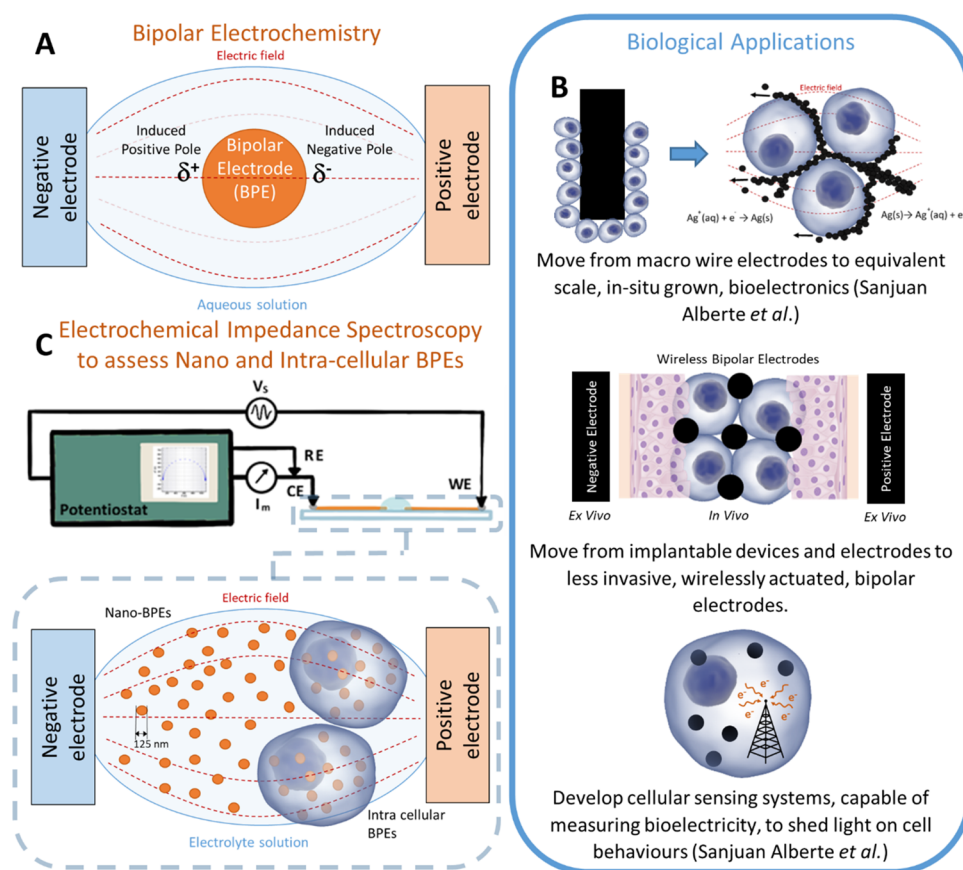 A
Bipolar Electrochemistry
Electric field
Negative
electrode
Induced
Positive Pole
δ+
Bipolar
Electrode
(BPE)
Induced
Negative Pole
δ-
Positive
electrode
Aqueous solution
Biological Applications
B
Electric field
Ag+(aq) + e- → Ag(s)
Ag(s)→ Ag+(aq) + e
Move from macro wire electrodes to equivalent
scale, in-situ grown, bioelectronics (Sanjuan
Alberte et al.)
Wireless Bipolar Electrodes
Negative Electrode
Positive Electrode
Ex Vivo
In Vivo
Ex Vivo
Move from implantable devices and electrodes to
less invasive, wirelessly actuated, bipolar
electrodes.
e-
e-
e-
e-
Develop cellular sensing systems, capable of
measuring bioelectricity, to shed light on cell
behaviours (Sanjuan Alberte et al.)
C
Electrochemical Impedance Spectroscopy
to assess Nano and Intra-cellular BPEs
Vs
RE
CE
WE
Im
Potentiostat
Nano-BPEs
Electric field
Negative
electrode
125 nm
Positive
electrode
Intra cellular
BPEs
Electrolyte solution